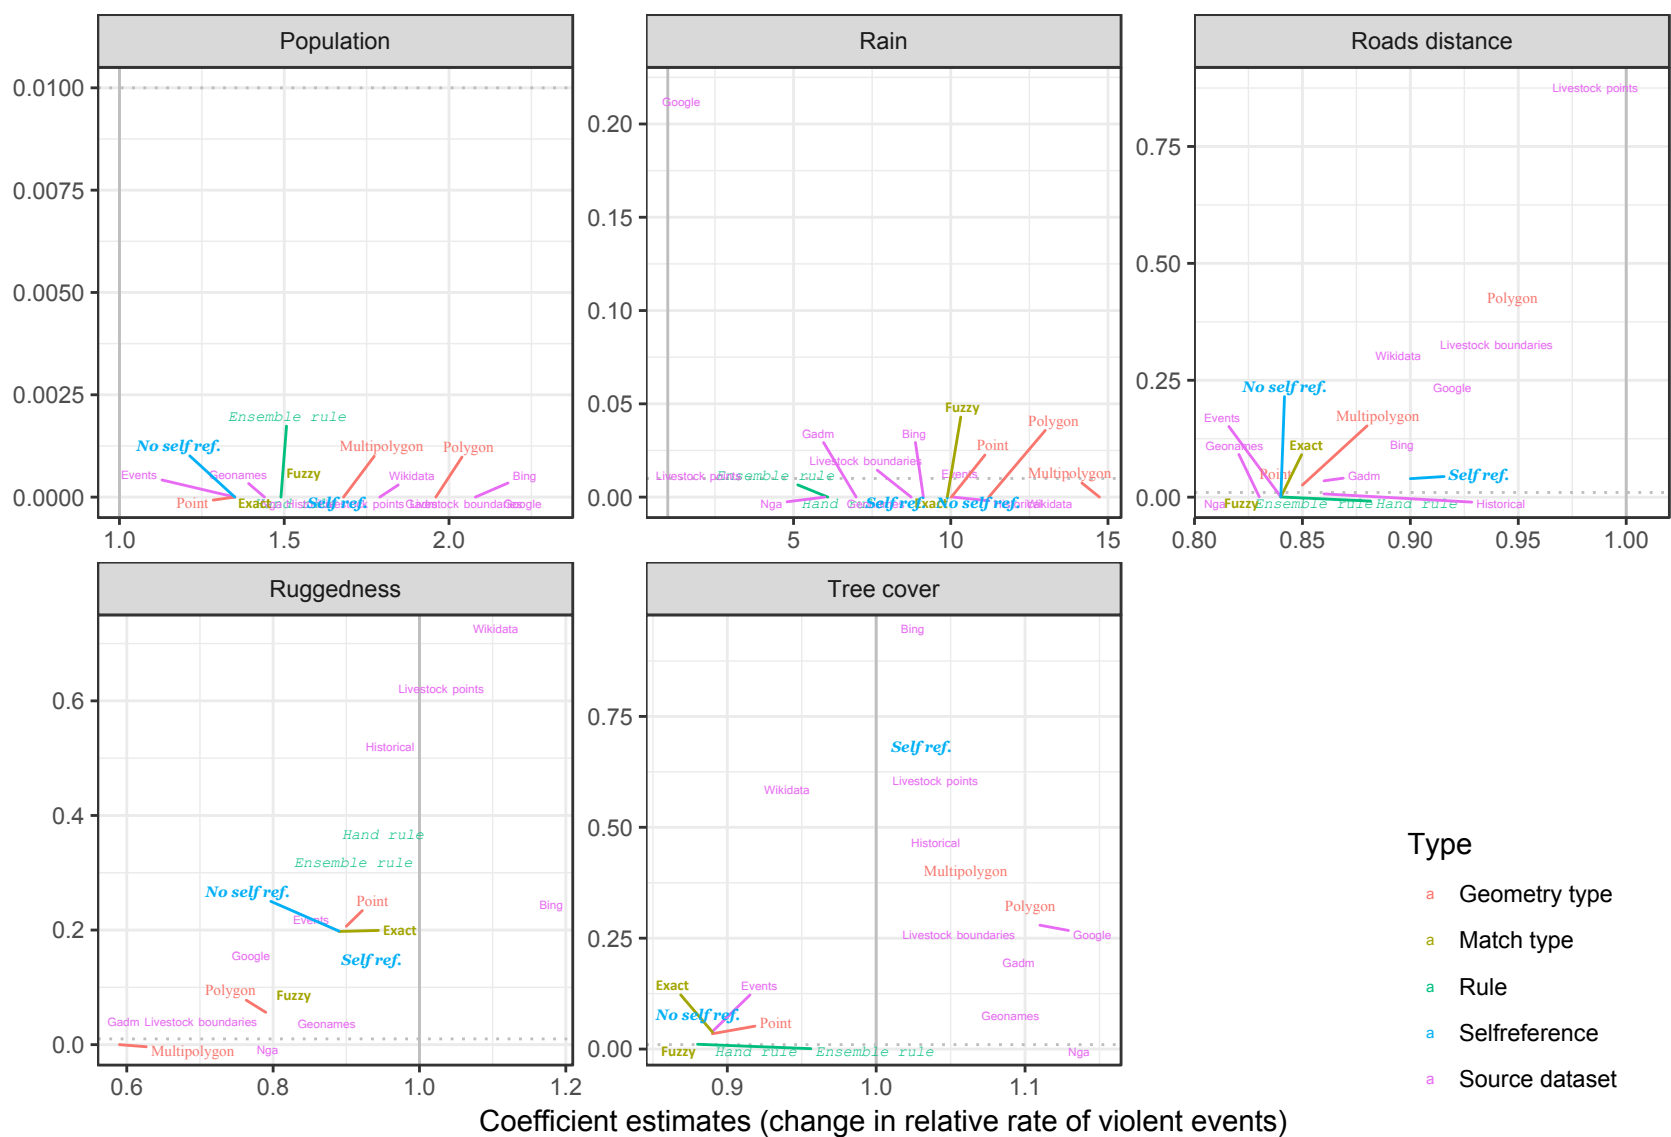 Population
0.0100
0.0075
0.0050
0.0025
0.0000
Ensemble rule
No self ref.
Multipolygon
Polygon
Events
Geonames
Fuzzy
Wikidata
Bing
Point
Exact
Self ref.
Livestock boundaries
Google
1.0
1.5
2.0
Rain
0.20
0.15
0.10
0.05
0.00
Google
Fuzzy
Polygon
Gadm
Bing
Point
Livestock boundaries
Livestock points
Ensemble rule
Events
Multipolygon
Nga
Hand
Self ref.
Exact
No self ref.
Wikidata
5
10
15
Roads distance
0.75
0.50
0.25
0.00
Livestock points
Polygon
Livestock boundaries
Wikidata
No self ref.
Google
Events
Multipolygon
Geonames
Exact
Bing
Point
Gadm
Self ref.
Nga
Fuzzy
Ensemble rule
Hand rule
Historical
0.80
0.85
0.90
0.95
1.00
Ruggedness
0.6
0.4
0.2
0.0
Wikidata
Livestock points
Historical
Hand rule
Ensemble rule
No self ref.
Point
Bing
Events
Exact
Google
Self ref.
Polygon
Fuzzy
Gadm
Livestock boundaries
Geonames
Multipolygon
Nga
0.6
0.8
1.0
1.2
Tree cover
0.75
0.50
0.25
0.00
Bing
Self ref.
Livestock points
Wikidata
Historical
Multipolygon
Polygon
Livestock boundaries
Google
Gadm
Exact
Events
No self ref.
Point
Geonames
Fuzzy
Hand rule
Ensemble rule
Nga
0.9
1.0
1.1
Coefficient estimates (change in relative rate of violent events)
Type
a Geometry type
a Match type
a Rule
a Selfreference
a Source dataset